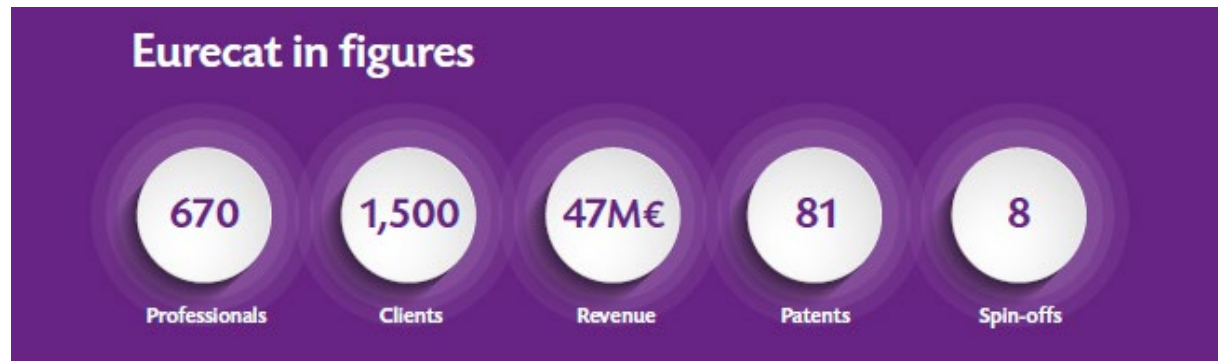 Eurecat in figures
670
1,500
47M€
81
8
Professionals
Clients
Revenue
Patents
Spin-offs